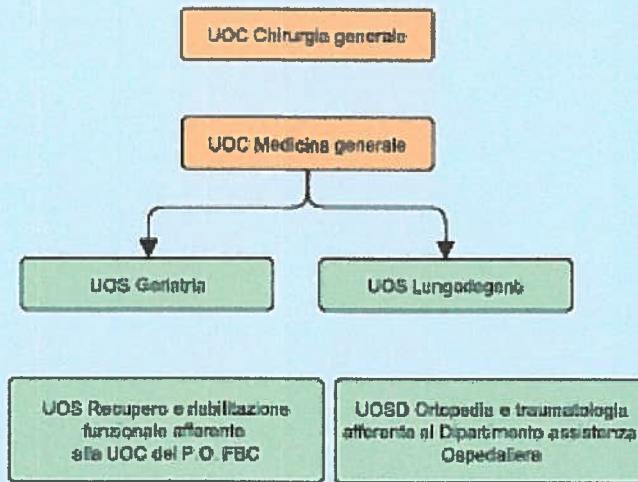 UOC Chirurgia generale
UOC Medicina generale
UOS Geriatria
UOS Lungodegenti
UOS Recupero e riabilitazione
funzionale afferente
alla UOC del P.O. FBC
UOSD Ortopedia e traumatologia
afferente al Dipartimento assistenza
Ospedaliera